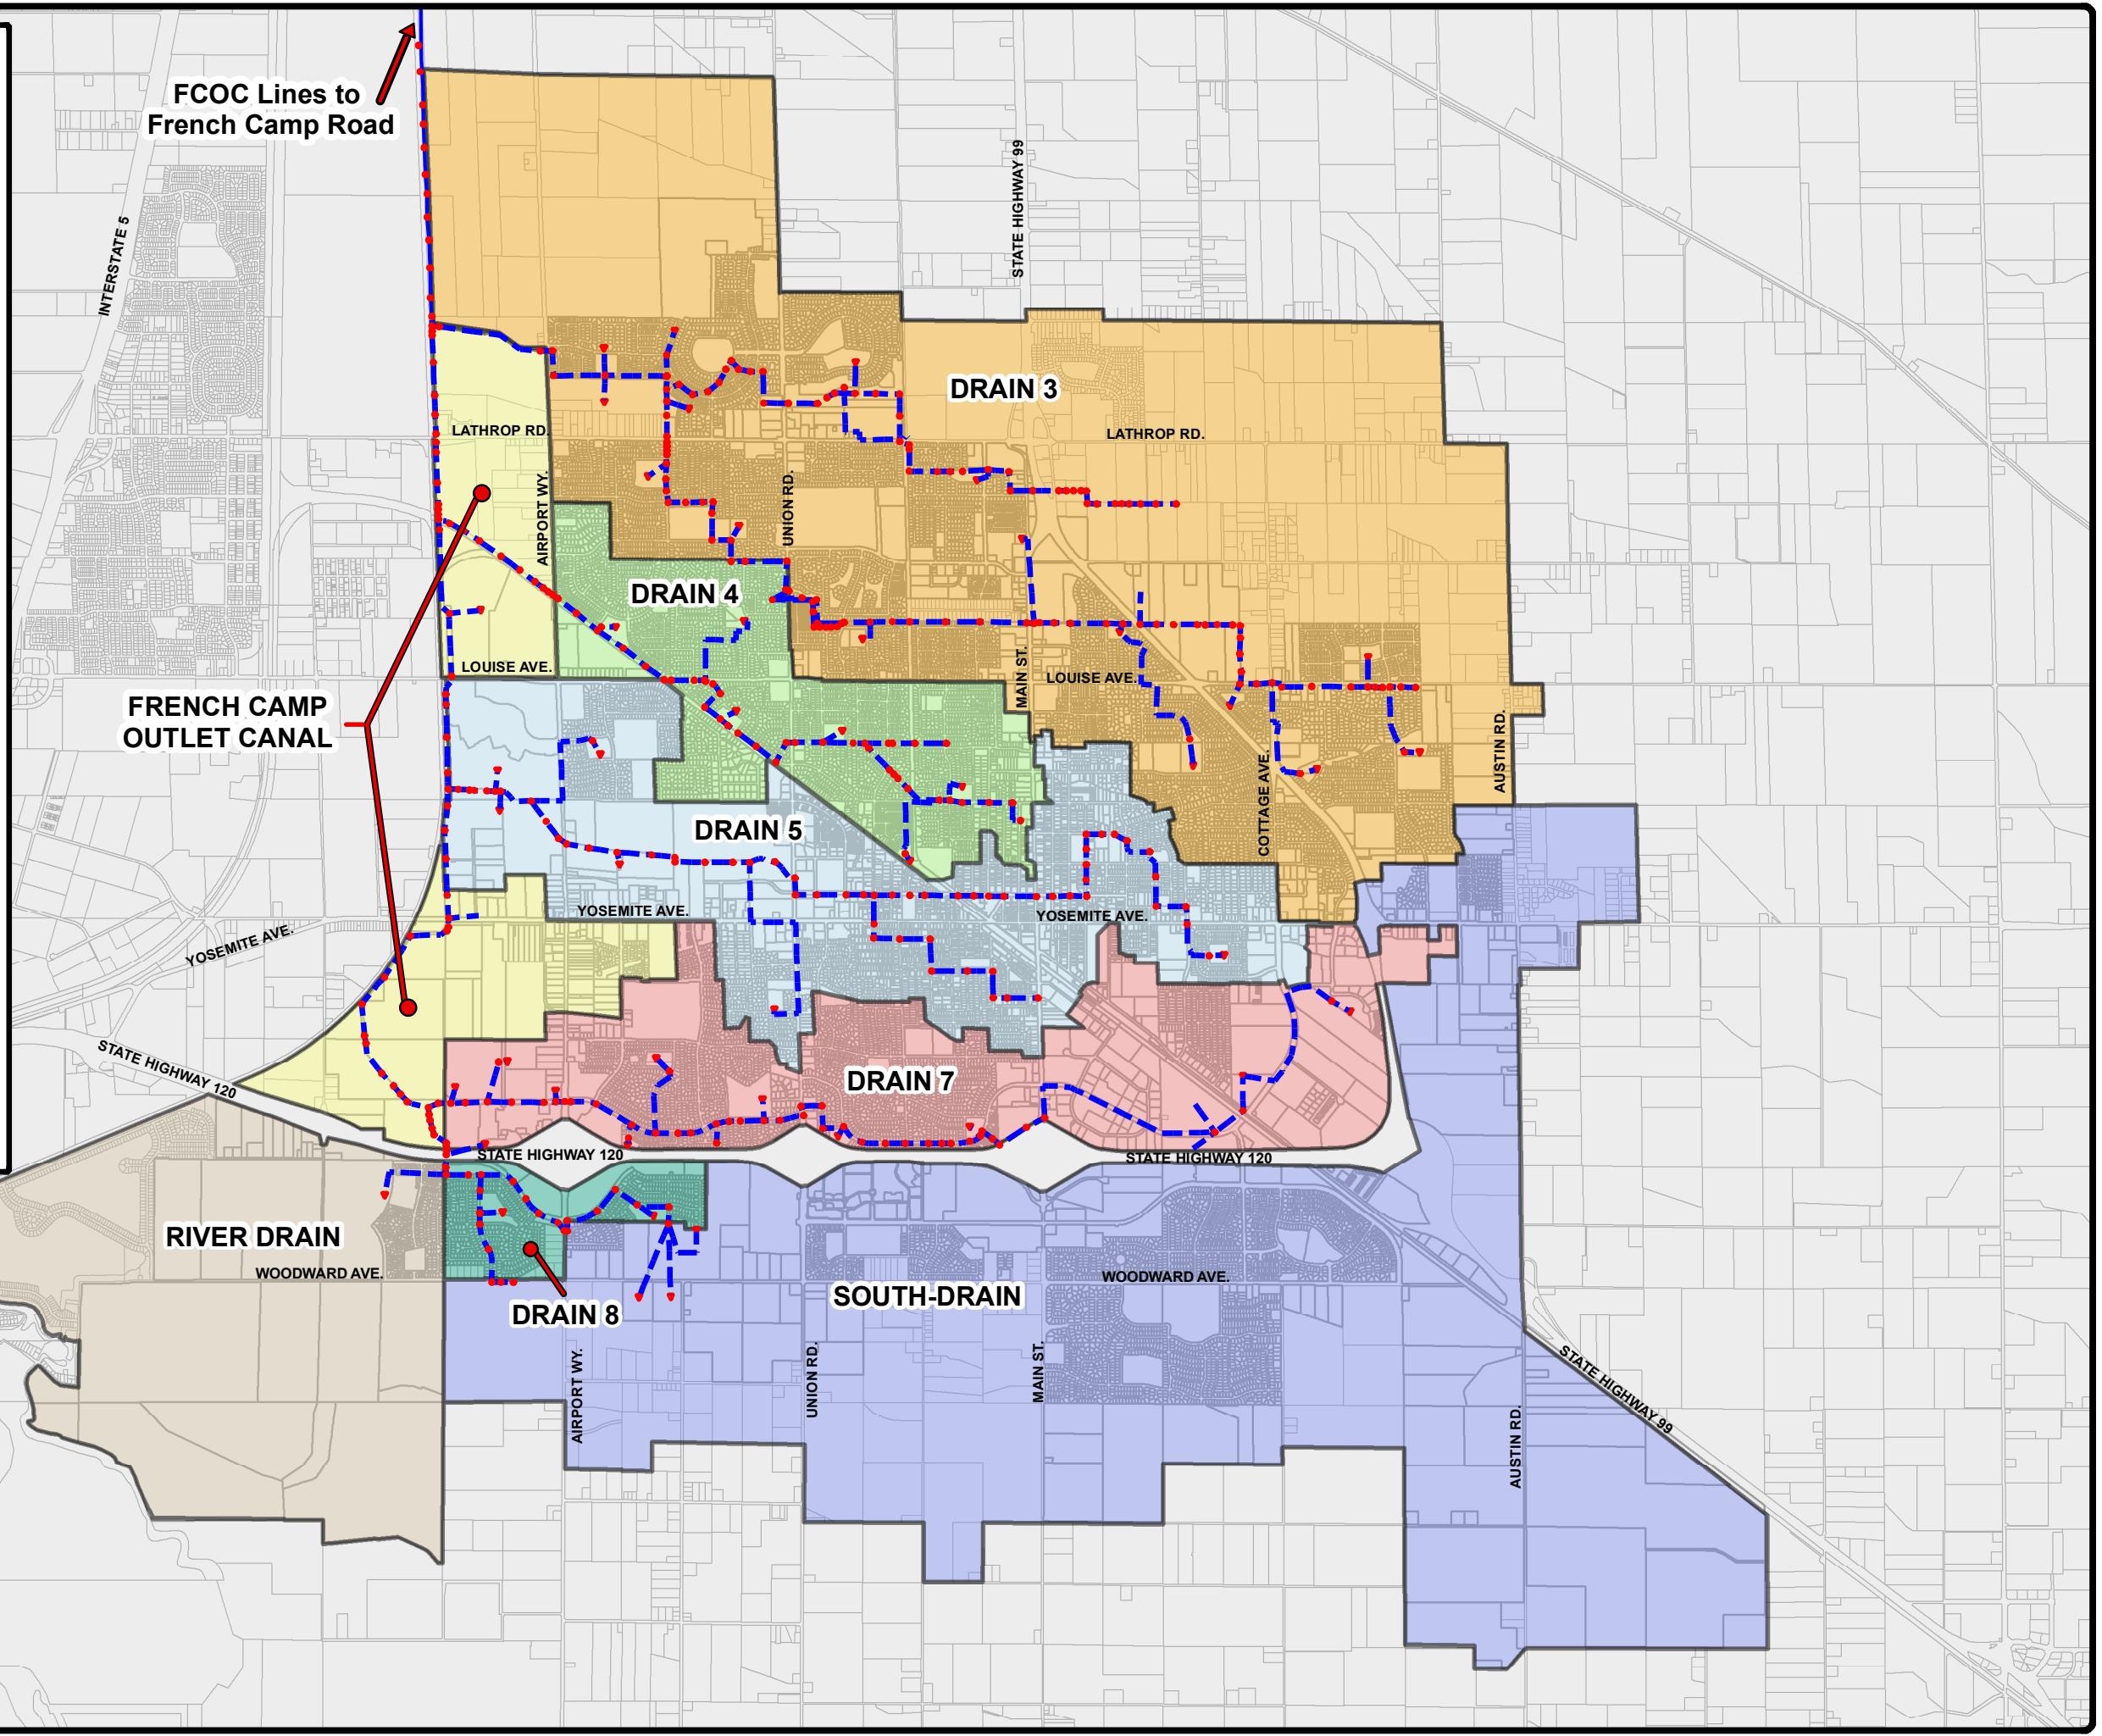 FCOC Lines to
French Camp Road
STATE HIGHWAY 99
INTERSTATE 5
DRAIN 3
LATHROP RD.
LATHROP RD.
AIRPORT WY.
UNION RD.
DRAIN 4
LOUISE AVE.
MAIN ST.
LOUISE AVE.
FRENCH CAMP
OUTLET CANAL
AUSTIN RD.
COTTAGE AVE.
DRAIN 5
YOSEMITE AVE.
YOSEMITE AVE.
YOSEMITE AVE.
STATE HIGHWAY 120
DRAIN 7
STATE HIGHWAY 120
STATE HIGHWAY 120
RIVER DRAIN
WOODWARD AVE.
WOODWARD AVE.
SOUTH-DRAIN
DRAIN 8
AIRPORT WY.
UNION RD.
MAIN ST.
STATE HIGHWAY 99
AUSTIN RD.